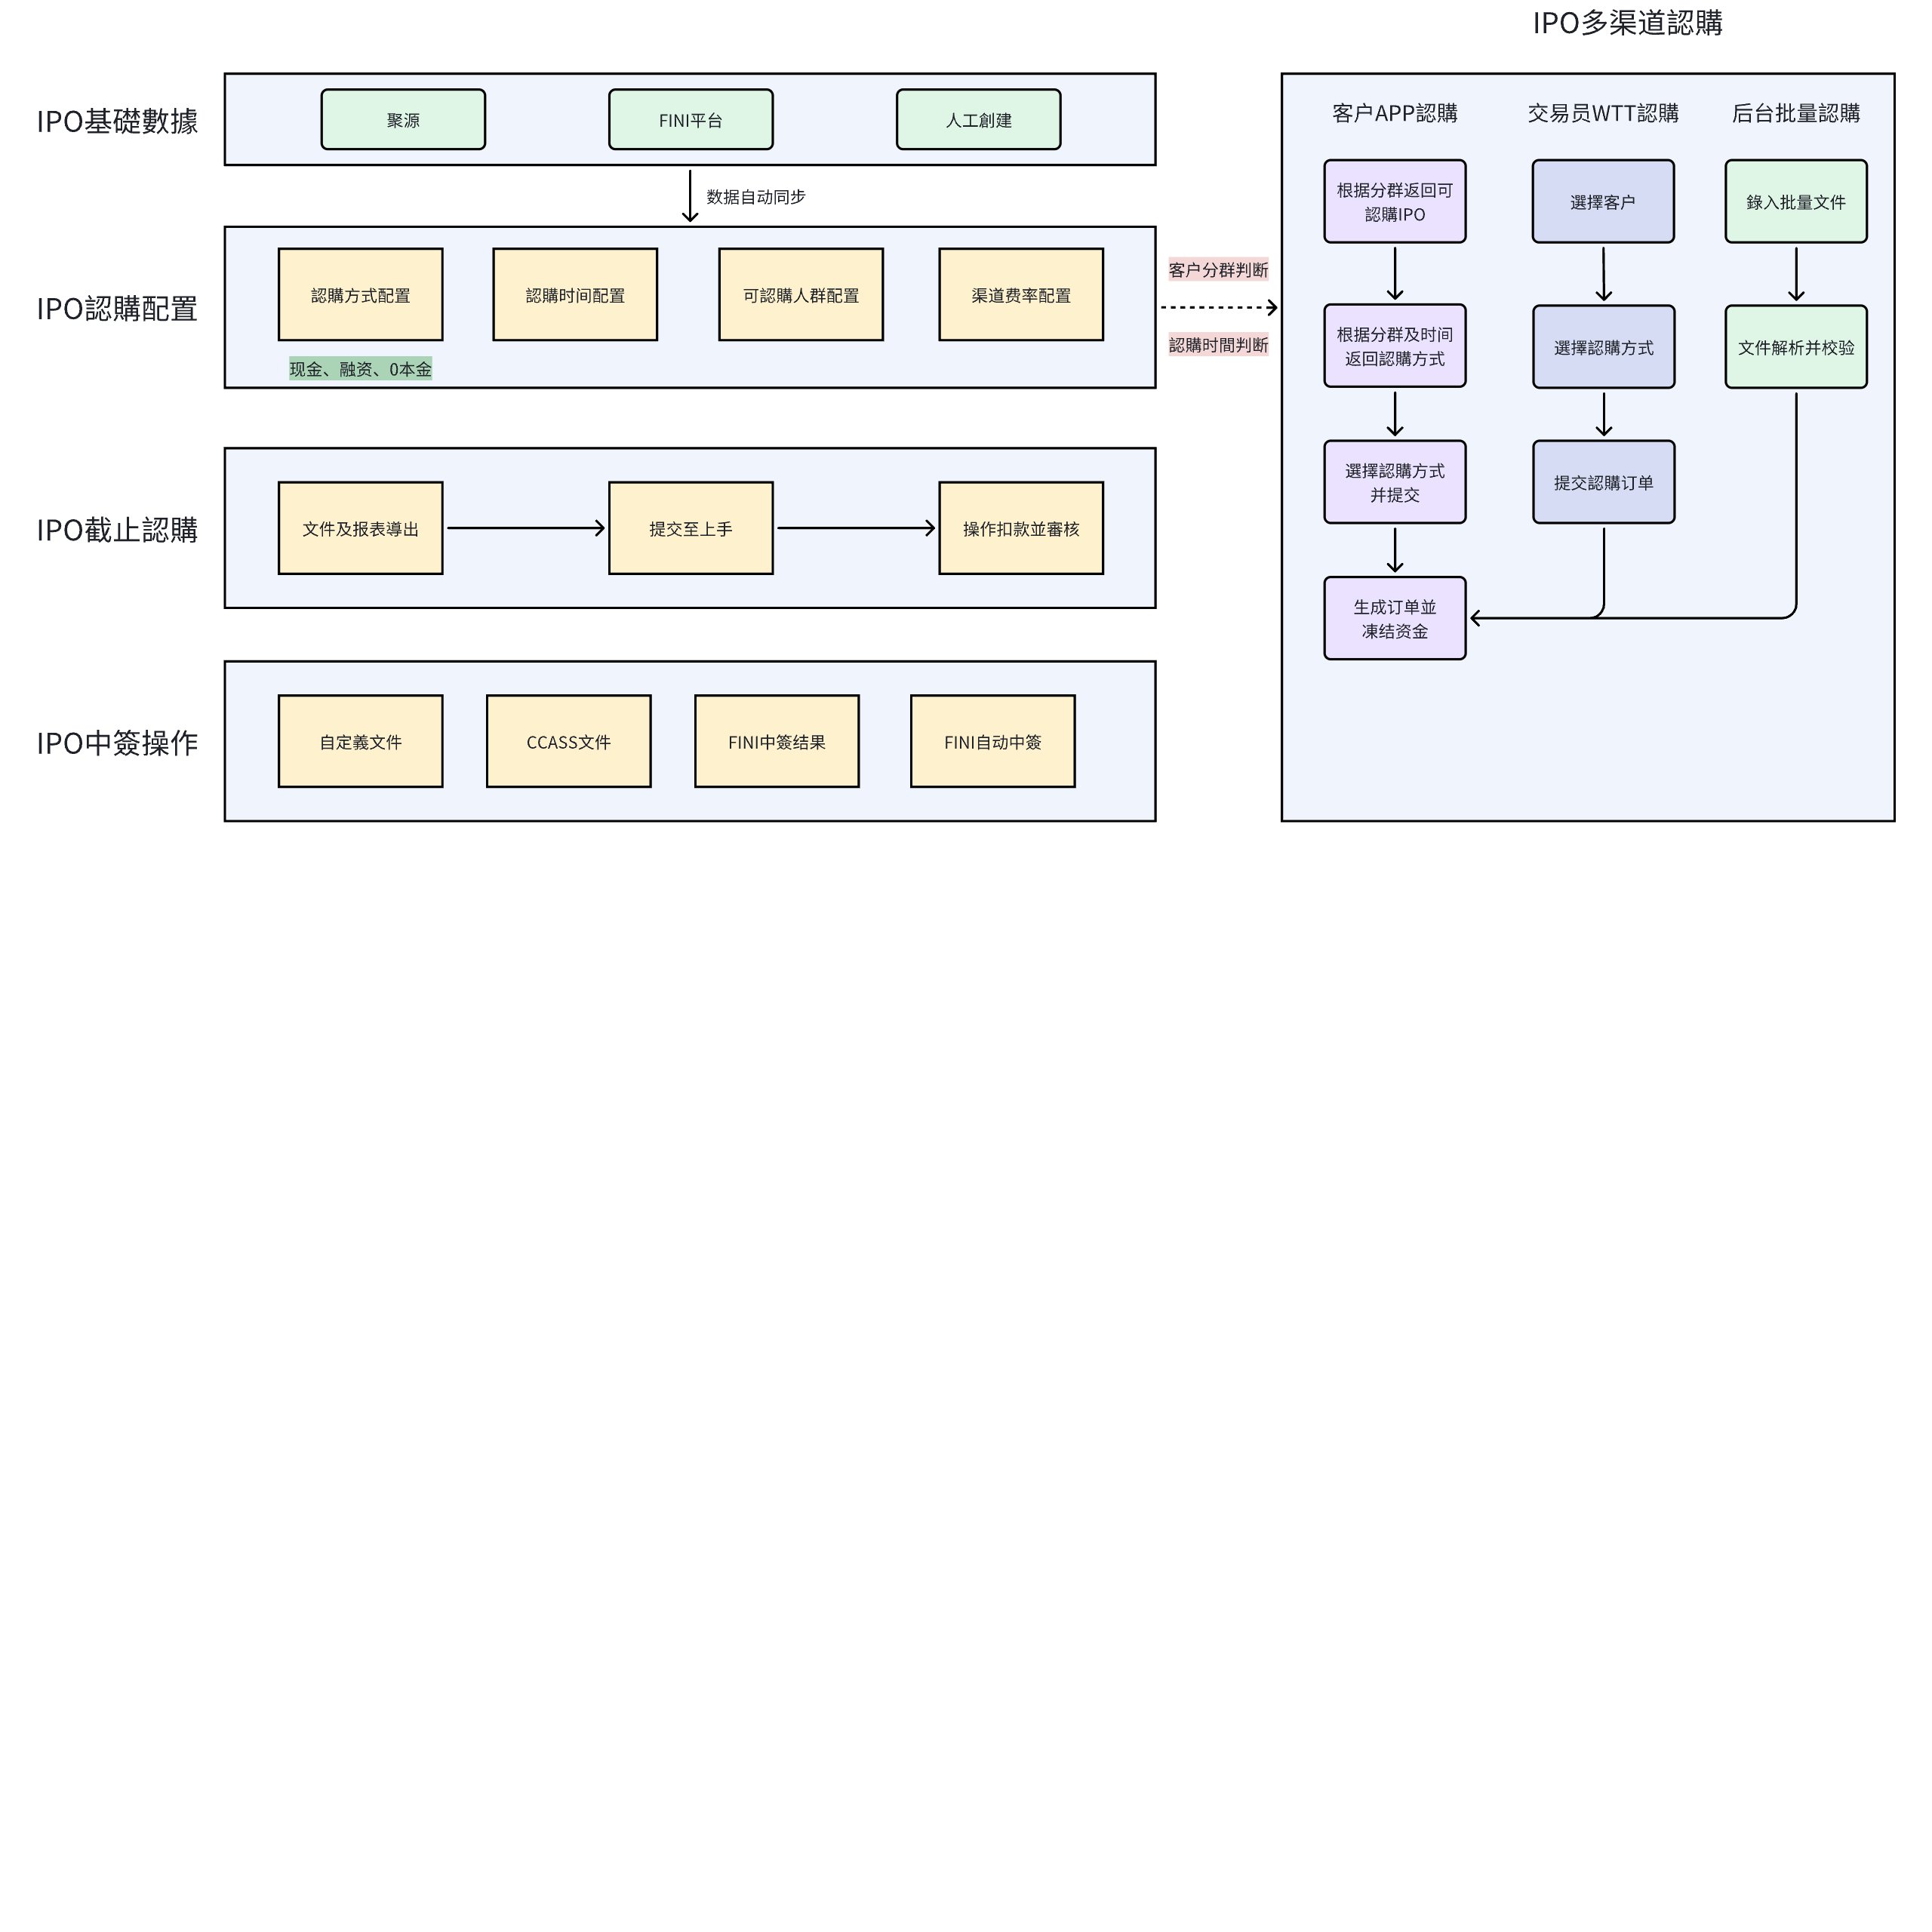 IPO多渠道認購
IPO基礎數據
聚源
FINI平台
人工創建
数据自动同步
IPO認購配置
認購方式配置
認購时间配置
可認購人群配置
渠道费率配置
现金、融资、0本金
客户分群判断
認購时間判断
IPO截止認購
文件及报表導出
提交至上手
操作扣款並審核
IPO中簽操作
自定義文件
CCASS文件
FINI中簽结果
FINI自动中簽
客户APP認購
根据分群返回可
認購IPO
根据分群及时间
返回認購方式
選擇認購方式
并提交
生成订单並
凍结资金
交易员WTT認購
選擇客户
選擇認購方式
提交認購订单
后台批量認購
錄入批量文件
文件解析并校验